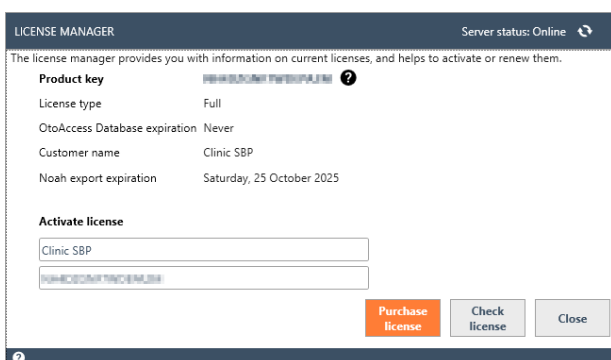 LICENSE MANAGER Server status: Online
The license manager provides you with information on current licenses, and helps to activate or renew them.
Product key
License type Full
OtoAccess Database expiration Never
Customer name Clinic SBP
Noah export expiration Saturday, 25 October 2025
Activate license
Clinic SBP
Purchase license Check license Close